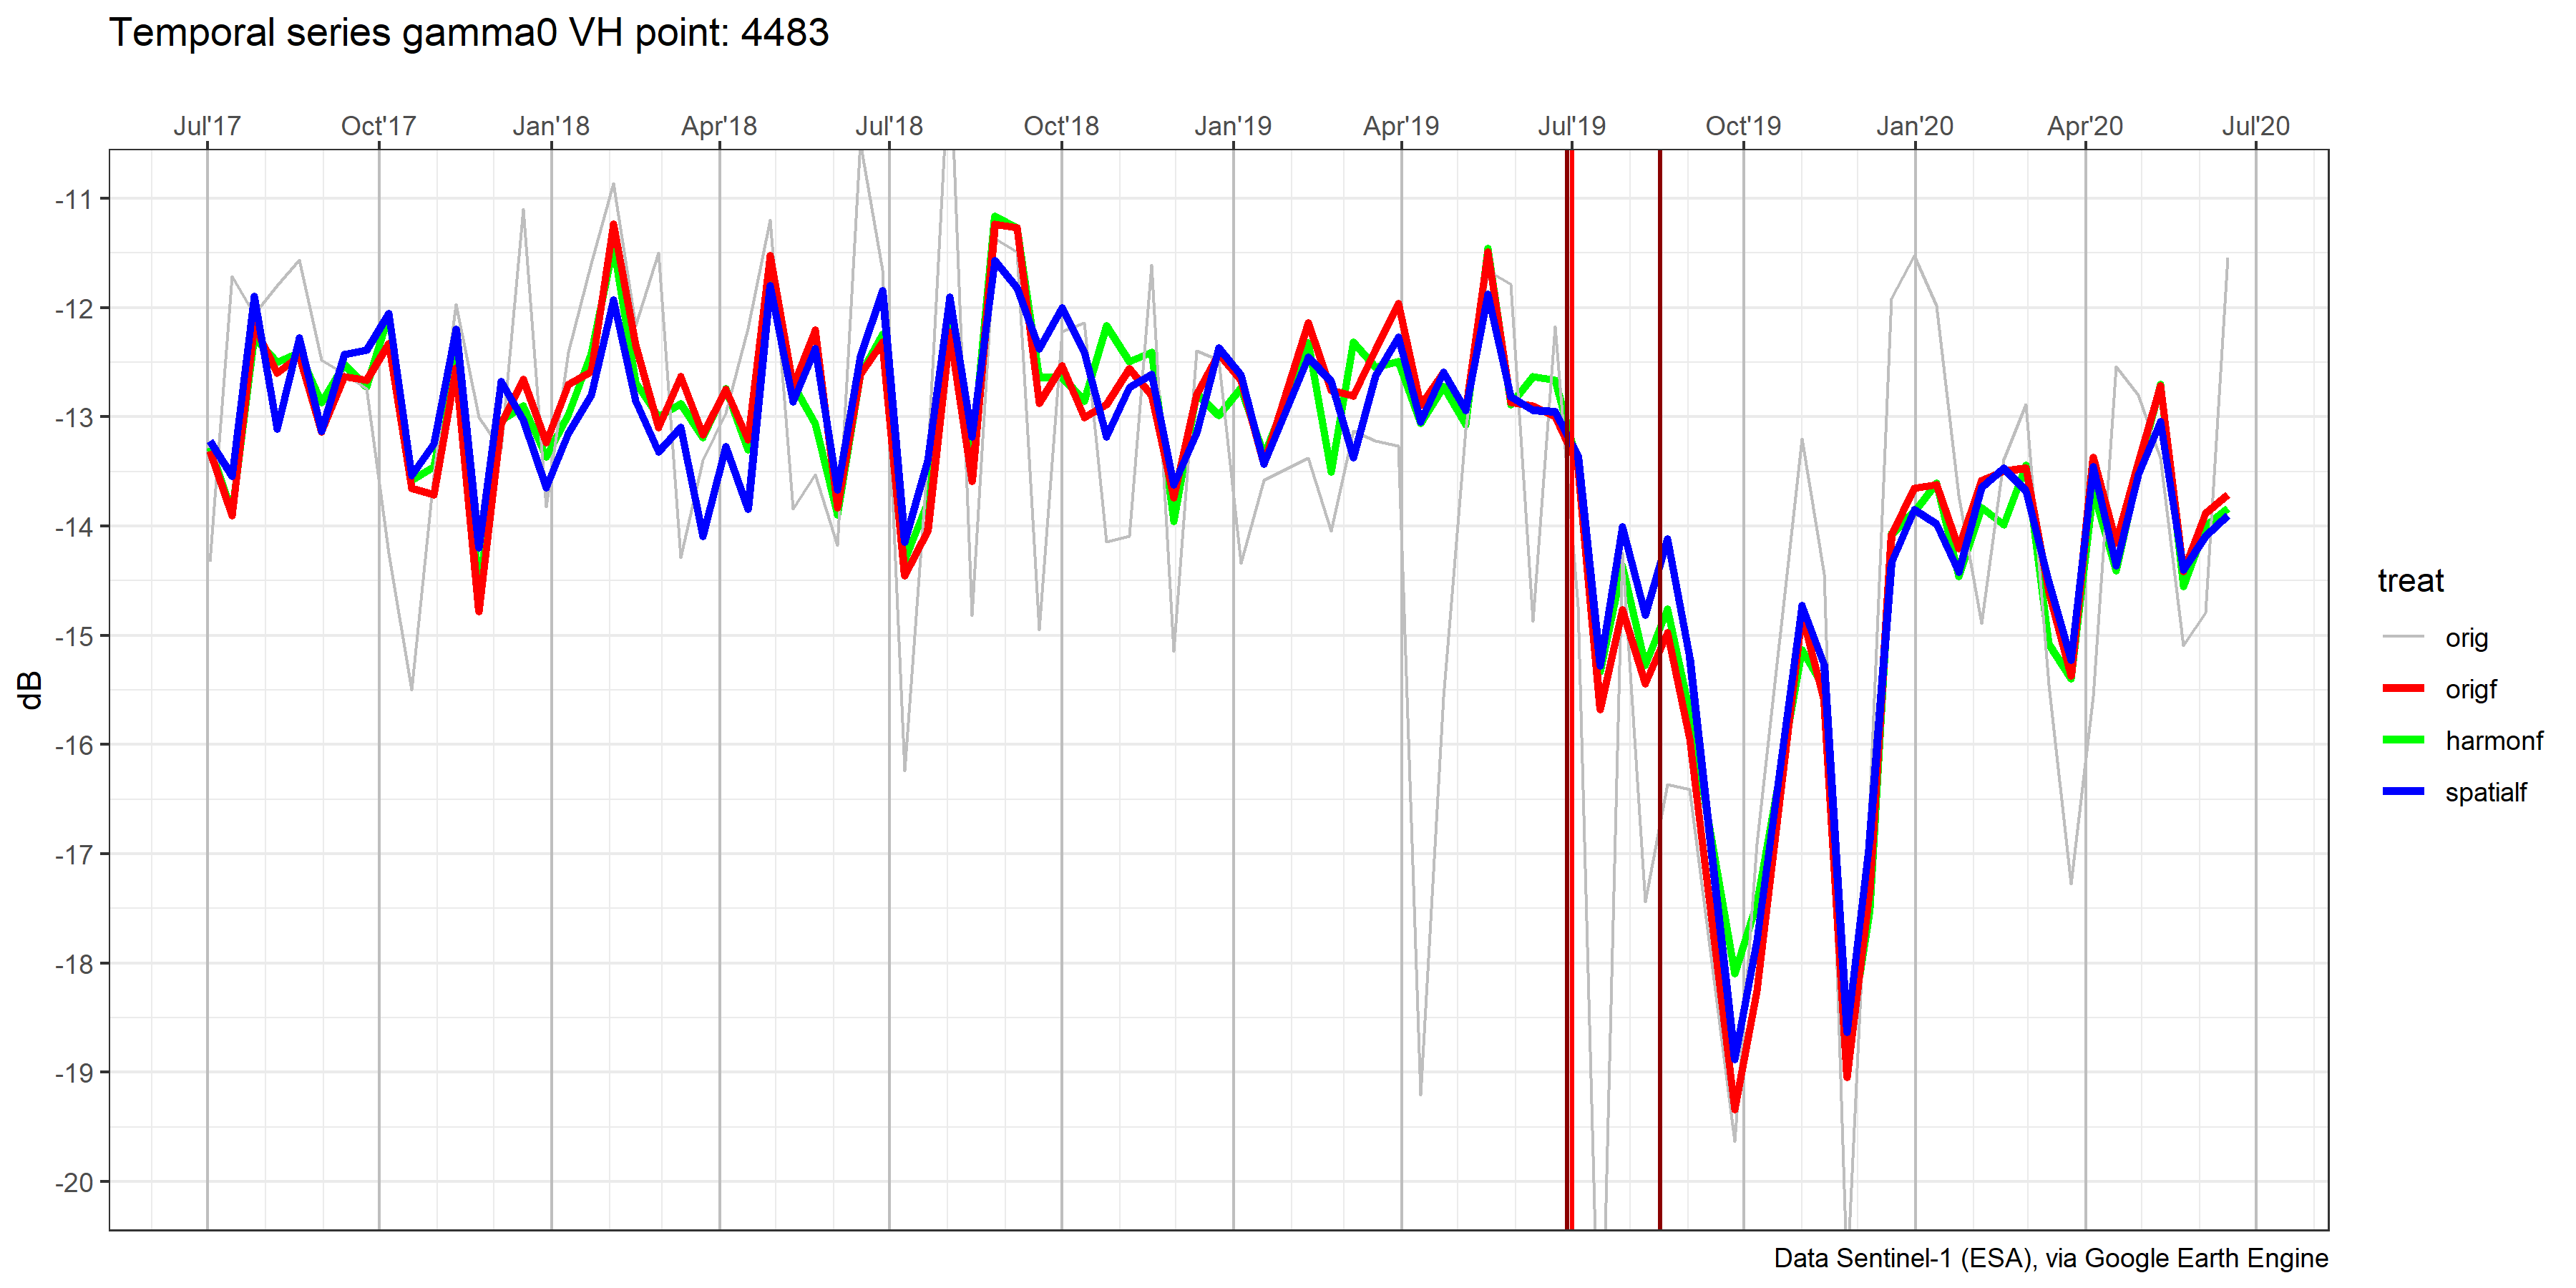 Temporal series gamma0 VH point: 4483
Jul'17 Oct'17 Jan'18 Apr'18 Jul'18 Oct'18 Jan'19 Apr'19 Jul'19 Oct'19 Jan'20 Apr'20 Jul'20
-11
-12
-13
-14
-15
-16
-17
-18
-19
-20
dB
treat
orig
origf
harmonf
spatialf
Data Sentinel-1 (ESA), via Google Earth Engine